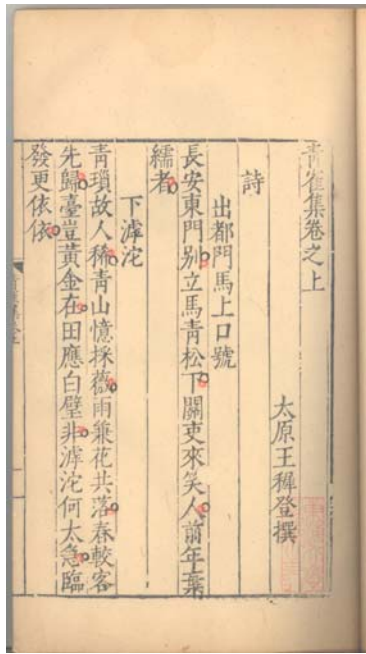 青雀集卷之上
太原王穉登撰
詩
出都門馬上口號
長安東門別立馬青松下關吏來笑人前年棄
繻者
下滹沱
青瑣故人稀青山憶採薇雨兼花共落春較客
先歸臺豈黃金在田應白璧非滹沱何太急臨
發更依依